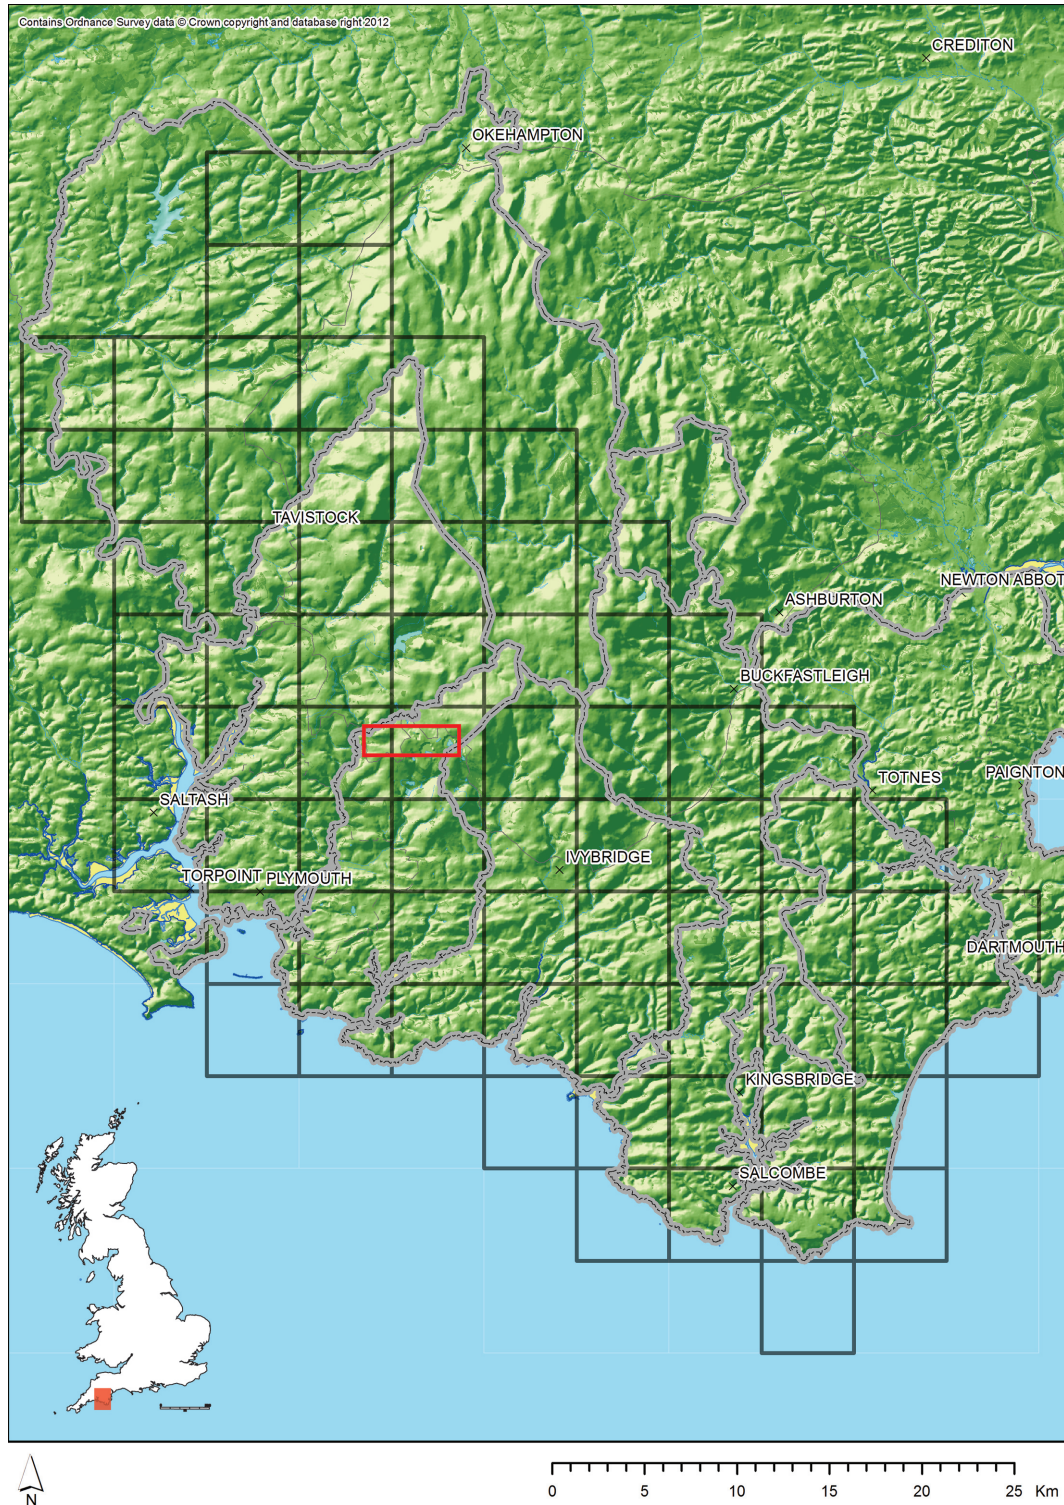 Contains Ordnance Survey data © Crown copyright and database right 2012
CREDITON
OKEHAMPTON
TAVISTOCK
NEWTON ABBOT
ASHBURTON
BUCKFASTLEIGH
TOTNES
PAIGNTON
SALTASH
IVYBRIDGE
TORPOINT PLYMOUTH
DARTMOUTH
KINGSBRIDGE
SALCOMBE
N
0 5 10 15 20 25 Km